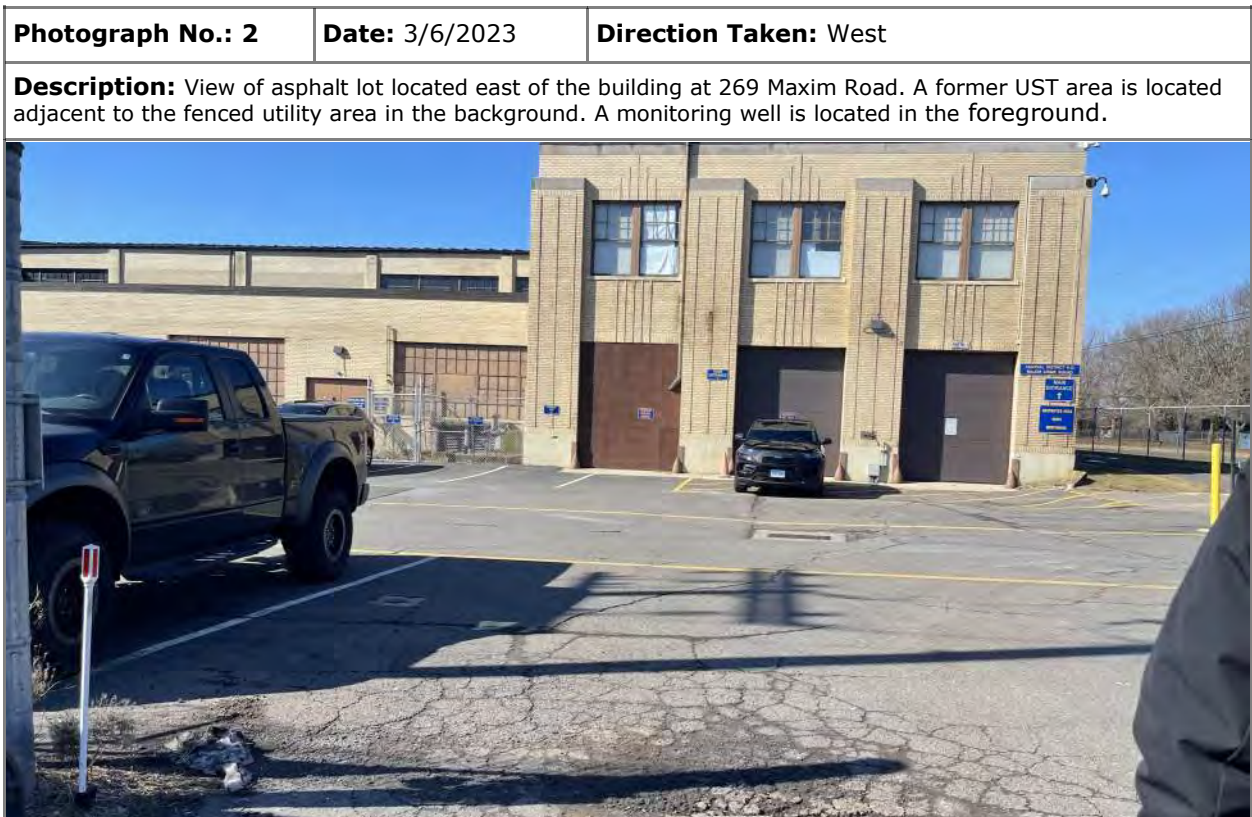 Photograph No.: 2
Date: 3/6/2023
Direction Taken: West
Description: View of asphalt lot located east of the building at 269 Maxim Road. A former UST area is located
adjacent to the fenced utility area in the background. A monitoring well is located in the foreground.
MAIN
ENTRANCE